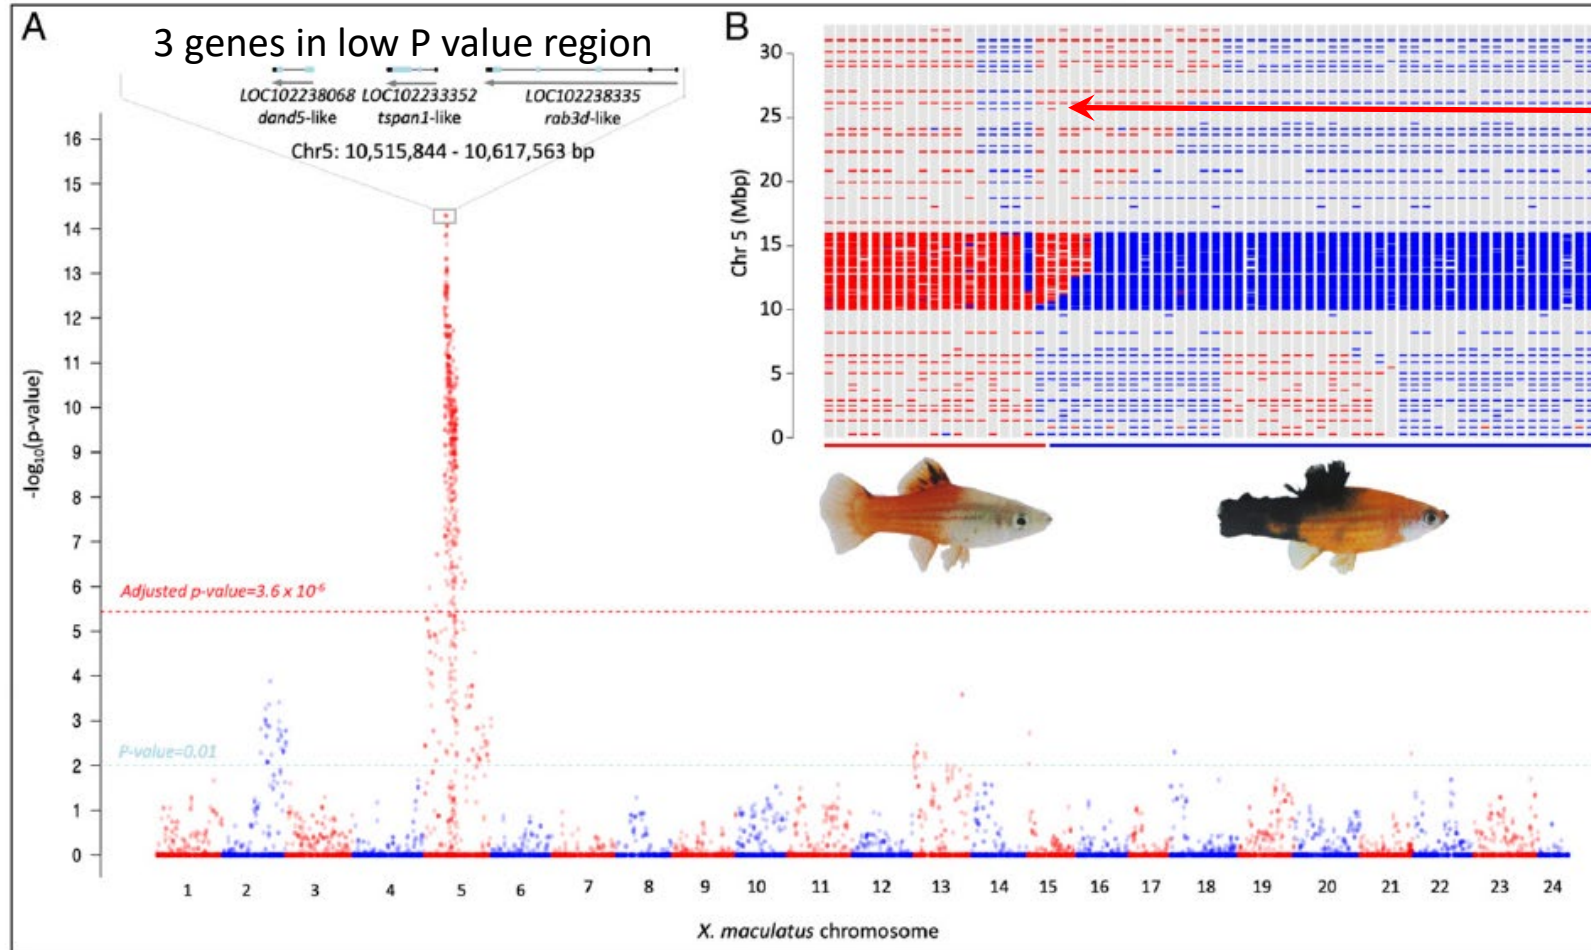 A
3 genes in low P value region
LOC102238068 LOC102233352 LOC102238335
dand5-like tspan1-like rab3d-like
Chr5: 10,515,844 - 10,617,563 bp
16
15
14
13
12
11
10
9
8
7
6
5
4
3
2
1
0
-log10(p-value)
Adjusted p-value=3.6 x 10-6
P-value=0.01
1 2 3 4 5 6 7 8 9 10 11 12 13 14 15 16 17 18 19 20 21 22 23 24
X. maculatus chromosome
B
30
25
20
15
10
5
0
Chr 5 (Mbp)